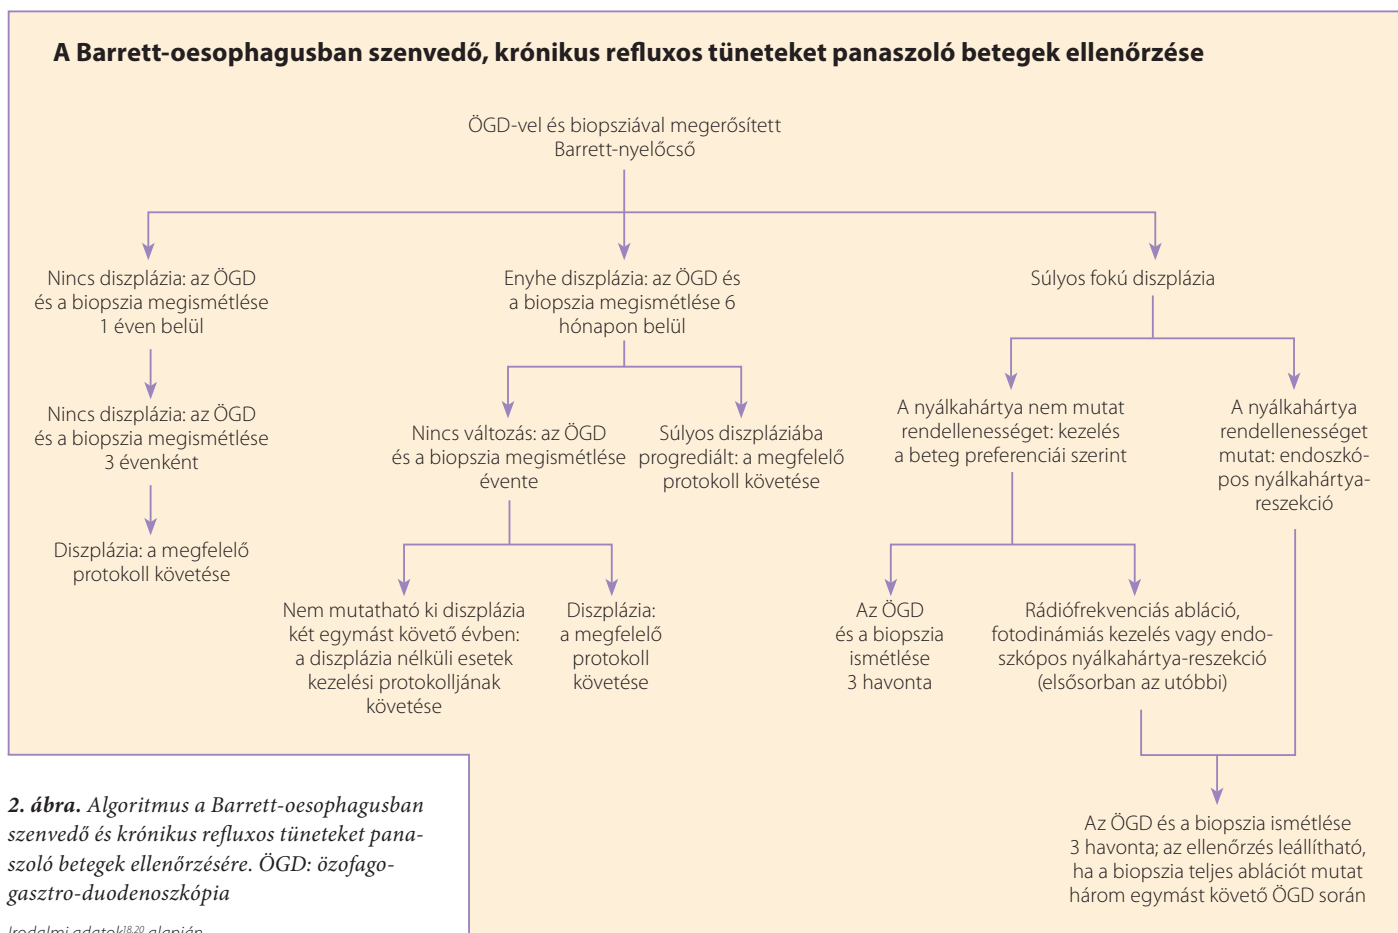 A Barrett-oesophagusban szenvedő, krónikus refluxos tüneteket panaszoló betegek ellenőrzése
ÖGD-vel és biopsziával megerősített
Barrett-nyelőcső
Nincs diszplázia: az ÖGD
és a biopszia megismétlése
1 éven belül
Nincs diszplázia: az ÖGD
és a biopszia megismétlése
3 évenként
Diszplázia: a megfelelő
protokoll követése
Enyhe diszplázia: az ÖGD és
a biopszia megismétlése 6
hónapon belül
Nincs változás: az ÖGD
és a biopszia megismétlése
évente
Súlyos diszpláziába
progrediált: a megfelelő
protokoll követése
Nem mutatható ki diszplázia
két egymást követő évben:
a diszplázia nélküli esetek
kezelési protokolljának
követése
Diszplázia:
a megfelelő
protokoll
követése
Súlyos fokú diszplázia
A nyálkahártya nem mutat
rendellenességet: kezelés
a beteg preferenciái szerint
A nyálkahártya
rendellenességet
mutat: endoszkó-
pos nyálkahártya-
reszekció
Az ÖGD
és a biopszia
ismétlése
3 havonta
Rádiófrekvenciás abláció,
fotodinámiás kezelés vagy endo-
szkópos nyálkahártya-reszekció
(elsősorban az utóbbi)
Az ÖGD és a biopszia ismétlése
3 havonta; az ellenőrzés leállítható,
ha a biopszia teljes ablációt mutat
három egymást követő ÖGD során
2. ábra. Algoritmus a Barrett-oesophagusban
szenvedő és krónikus refluxos tüneteket pana-
szoló betegek ellenőrzésére. ÖGD: özofago-
gasztro-duodenoszkópia
Irodalmi adatok18,20 alapján